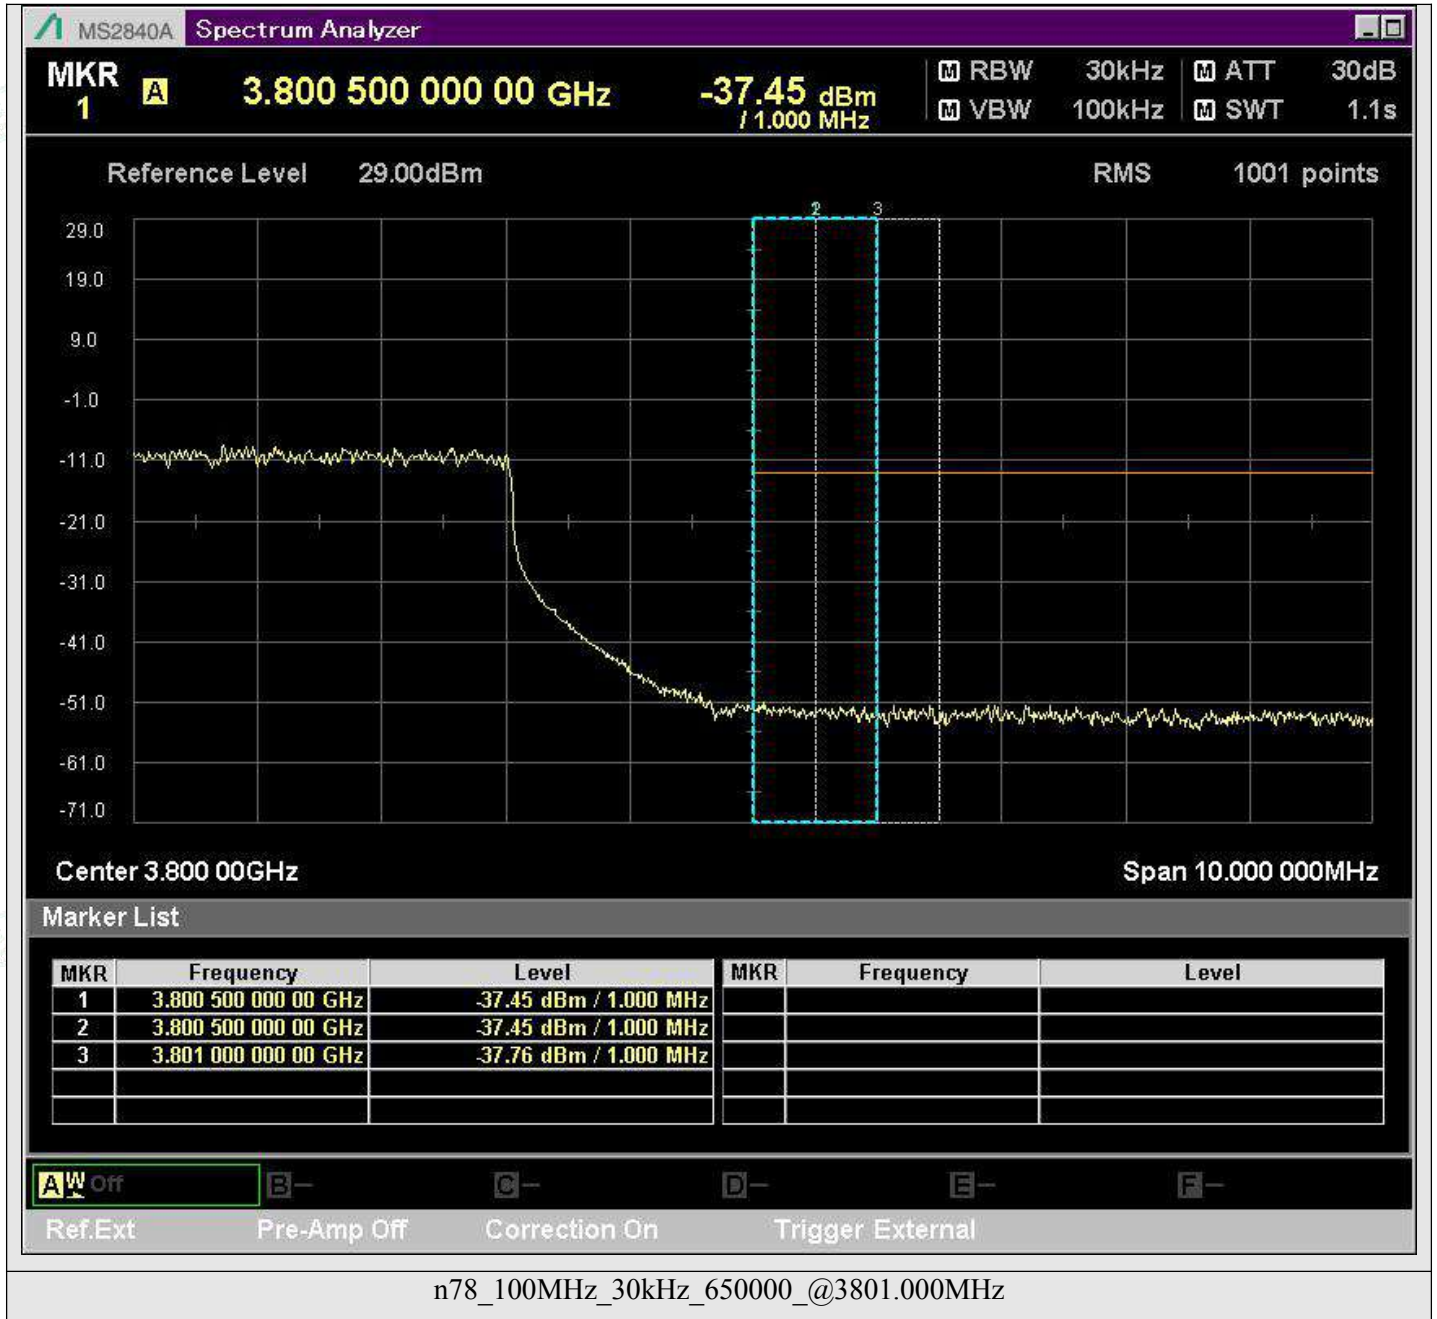 MS2840A Spectrum Analyzer
MKR 1 A 3.800 500 000 00 GHz -37.45 dBm / 1.000 MHz
M RBW 30kHz M ATT 30dB
M VBW 100kHz M SWT 1.1s
Reference Level 29.00dBm RMS 1001 points
2 3
29.0
19.0
9.0
-1.0
-11.0
-21.0
-31.0
-41.0
-51.0
-61.0
-71.0
Center 3.800 00GHz Span 10.000 000MHz
Marker List
MKR Frequency Level MKR Frequency Level
1 3.800 500 000 00 GHz -37.45 dBm / 1.000 MHz
2 3.800 500 000 00 GHz -37.45 dBm / 1.000 MHz
3 3.801 000 000 00 GHz -37.76 dBm / 1.000 MHz
A W Off B – C – D – E – F –
Ref.Ext Pre-Amp Off Correction On Trigger External
n78_100MHz_30kHz_650000_@3801.000MHz